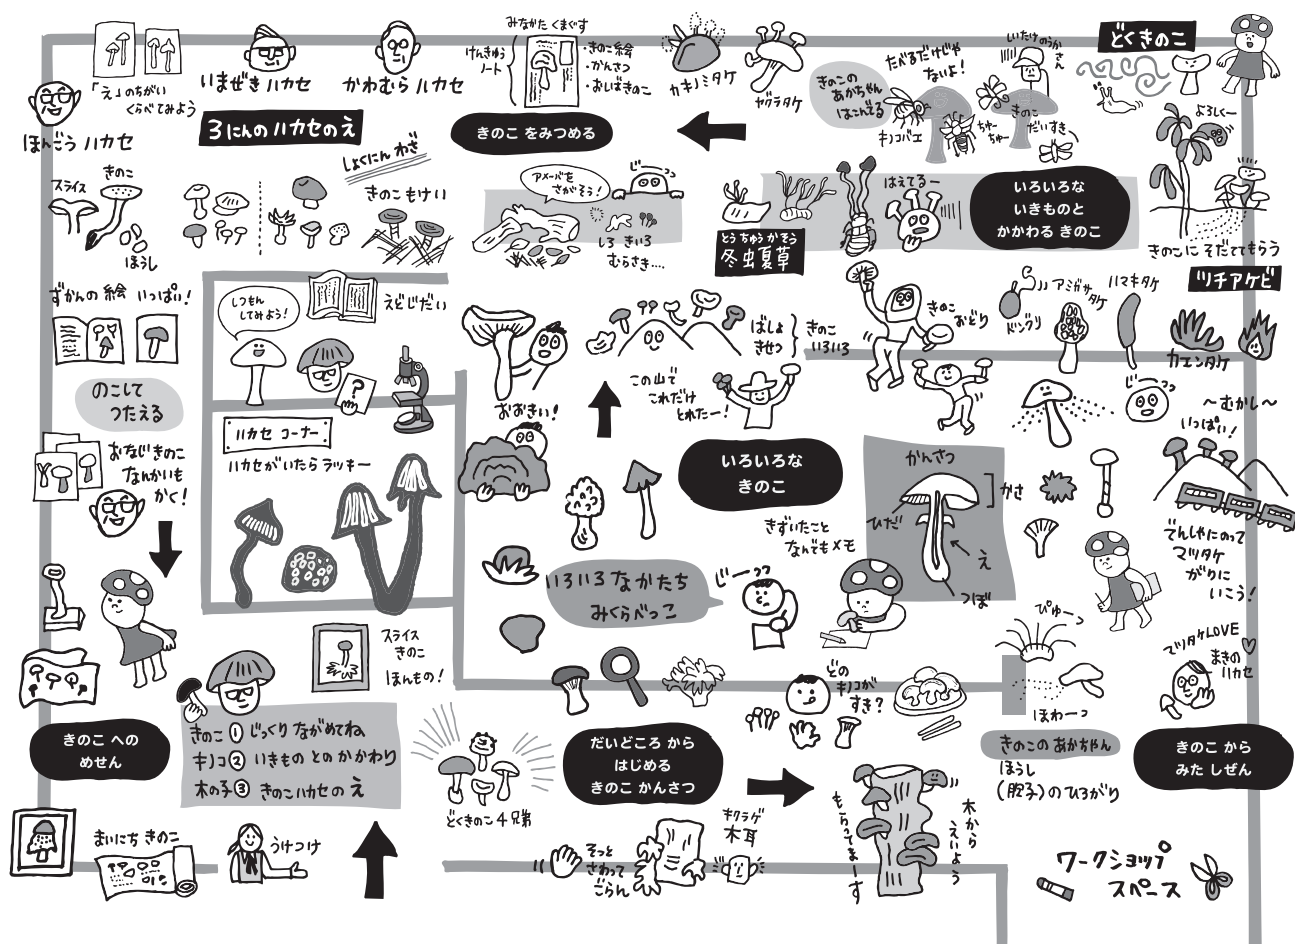 みなかた くまぐす
けんきゅう
ノート
・きのこ絵
・かんさつ
・おいばきのこ
カキノミタケ
ヤグラタケ
たべるだけじゃ
ないよ！
しいたけのうか
さん
どくきのこ
「え」のちがい
くらべてみよう
いまぜきハカセ
かわむらハカセ
ほんごうハカセ
3にんのハカセのえ
きのこ をみつめる
きのこの
あかちゃん
はこんでる
キノコバエ
ちゅー
ちゅー
きのこ
だいすき
よろしくー
しょくにん わざ
スライス
きのこ
ほうし
きのこもけい
アメーバを
さがそう！
じーっ
しろ きいろ
むらさき....
とうちゅうかそう
冬虫夏草
はえてるー
いろいろな
いきものと
かかわる きのこ
きのこに そだててもらう
ツチアケビ
ずかんの絵 いっぱい！
しつもん
してみよう！
えどじだい
ばしょ
きせつ
きのこ
いろいろ
きのこ
おどり
ドングリ
アミガサタケ
ハマキタケ
カエンタケ
のこして
つたえる
?
おおきい！
この山で
これだけ
とれたー！
じーっ
〜むかし〜
いっぱい！
ハカセ コーナー
ハカセがいたら ラッキー
おなじきのこ
なんかいも
かく！
いろいろな
きのこ
かんさつ
かさ
ひだ
え
つぼ
きずいたこと
なんでもメモ
でんしゃにのって
マツタケ
がりに
いこう！
いろいろ なかたち
みくらべっこ
じーっ
スライス
きのこ
ほんもの！
どの
キノコが
すき？
ぴゅー
ほわーっ
マツタケLOVE
まきの
ハカセ
きのこ への
めせん
きのこ ① じっくり ながめてね
キノコ ② いきもの との かかわり
木の子 ③ きのこハカセの え
どくきのこ4兄弟
だいどころ から
はじめる
きのこ かんさつ
きのこの あかちゃん
ほうし
(胞子)のひろがり
きのこ から
みた しぜん
まいにち きのこ
うけつけ
そっと
さわって
ごらん
キクラゲ
木耳
もらってまーす
木から
えいよう
ワークショップ
スペース